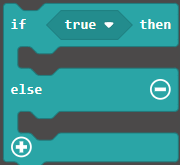 if true then
else